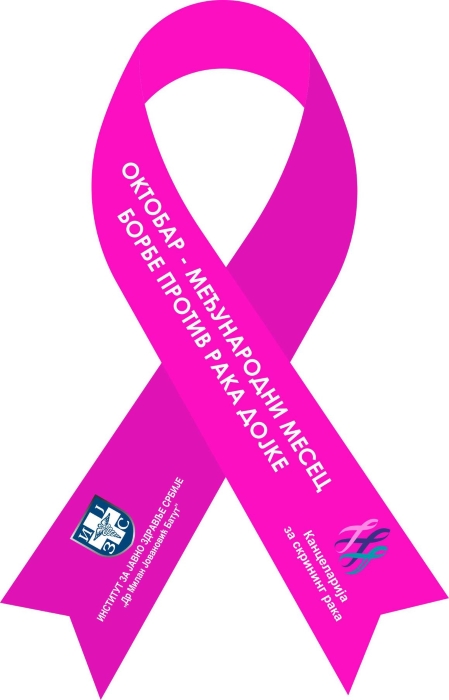 ОКТОБАР - МЕЂУНАРОДНИ МЕСЕЦ
БОРБЕ ПРОТИВ РАКА ДОЈКЕ
Канцеларија
за скрининг рака
ИНСТИТУТ ЗА ЈАВНО ЗДРАВЉЕ СРБИЈЕ
„Др Милан Јовановић Батут"